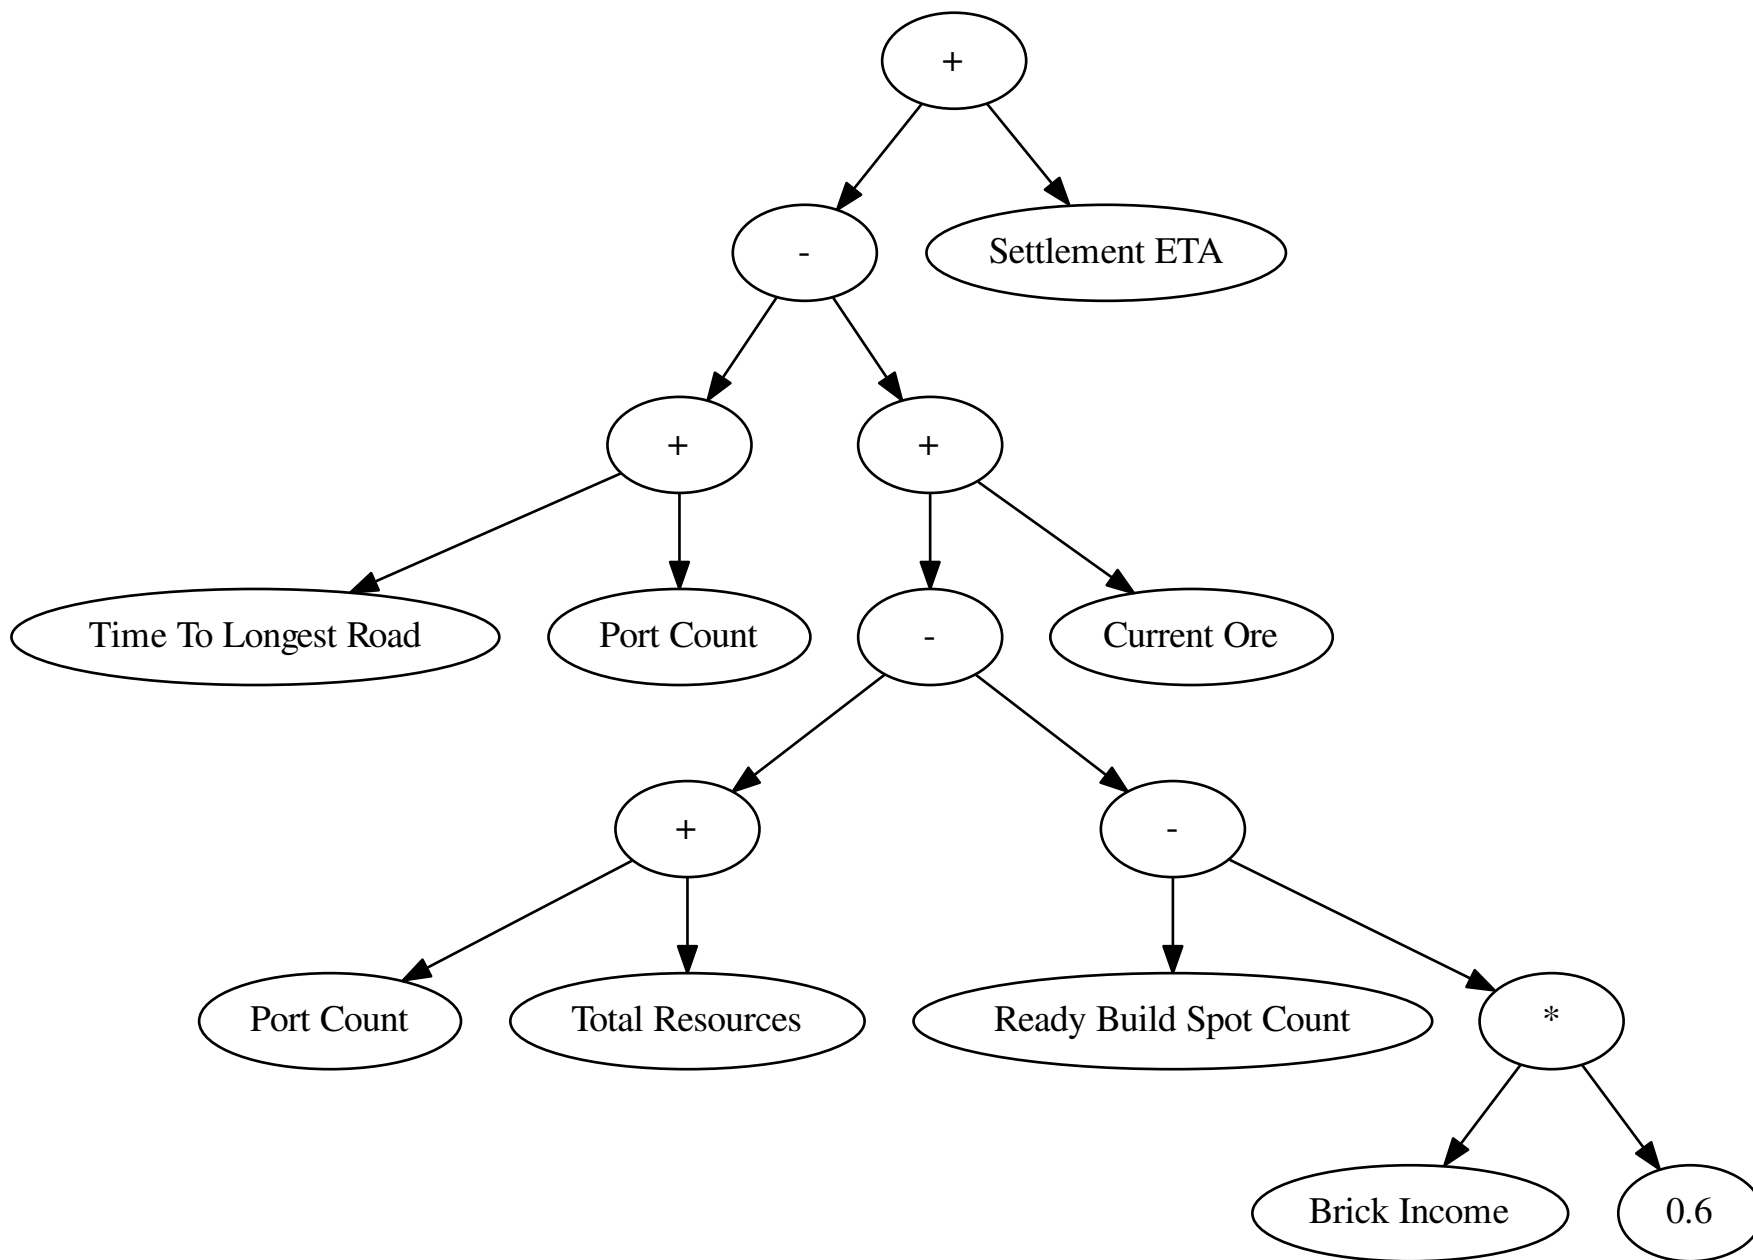 +
-
Settlement ETA
+
+
Time To Longest Road
Port Count
-
Current Ore
+
-
Port Count
Total Resources
Ready Build Spot Count
*
Brick Income
0.6